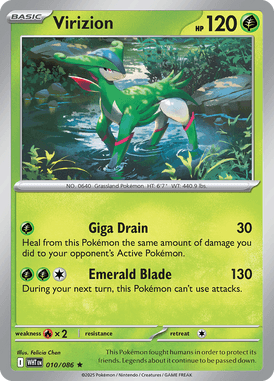 BASIC
Virizion
HP 120
NO. 0640 Grassland Pokémon HT: 6'7" WT: 440.9 lbs.
Giga Drain 30
Heal from this Pokémon the same amount of damage you
did to your opponent's Active Pokémon.
Emerald Blade 130
During your next turn, this Pokémon can't use attacks.
weakness × 2 resistance retreat
Illus. Felicia Chen
I WHT EN 010/086 ★
This Pokémon fought humans in order to protect its
friends. Legends about it continue to be passed down.
©2025 Pokémon / Nintendo / Creatures / GAME FREAK